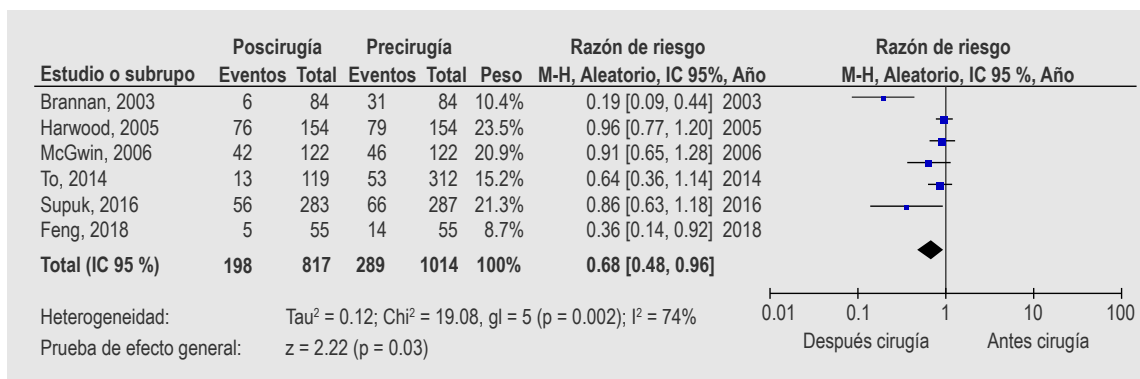 Poscirugía Precirugía Razón de riesgo Razón de riesgo
Estudio o subrupo Eventos Total Eventos Total Peso M-H, Aleatorio, IC 95%, Año M-H, Aleatorio, IC 95 %, Año
Brannan, 2003 6 84 31 84 10.4% 0.19 [0.09, 0.44] 2003
Harwood, 2005 76 154 79 154 23.5% 0.96 [0.77, 1.20] 2005
McGwin, 2006 42 122 46 122 20.9% 0.91 [0.65, 1.28] 2006
To, 2014 13 119 53 312 15.2% 0.64 [0.36, 1.14] 2014
Supuk, 2016 56 283 66 287 21.3% 0.86 [0.63, 1.18] 2016
Feng, 2018 5 55 14 55 8.7% 0.36 [0.14, 0.92] 2018
Total (IC 95 %) 198 817 289 1014 100% 0.68 [0.48, 0.96]
Heterogeneidad: Tau² = 0.12; Chi² = 19.08, gl = 5 (p = 0.002); I² = 74%
Prueba de efecto general: z = 2.22 (p = 0.03)
0.01 0.1 1 10 100
Después cirugía Antes cirugía